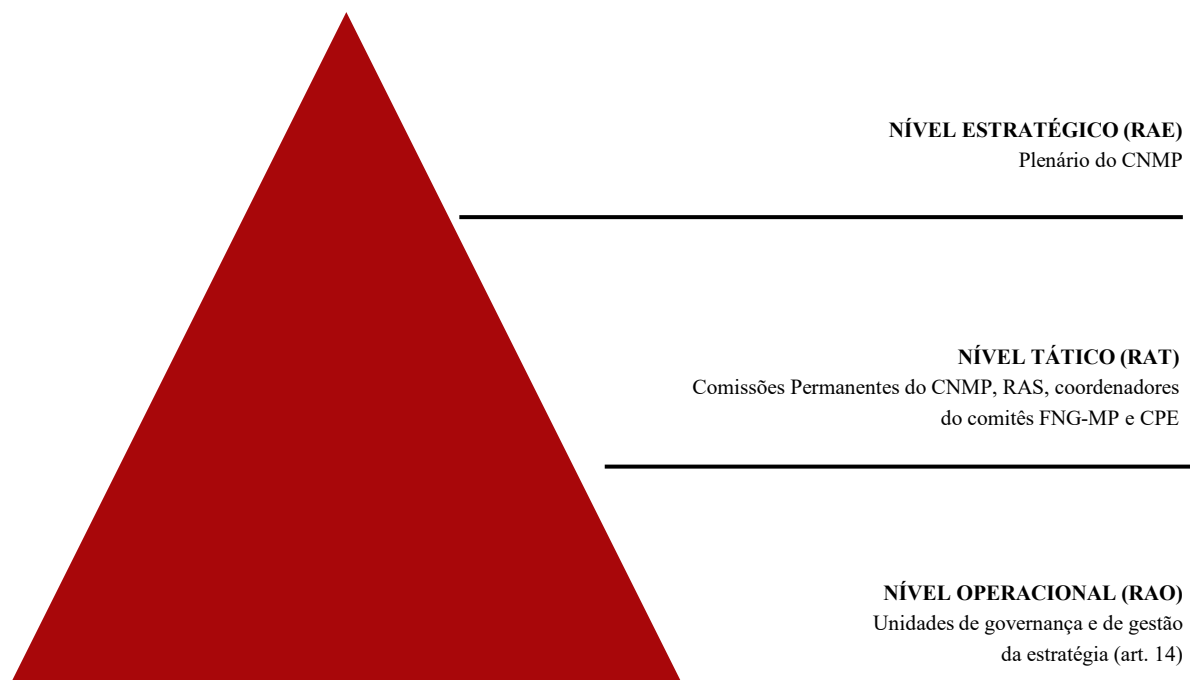 NÍVEL ESTRATÉGICO (RAE)
Plenário do CNMP
NÍVEL TÁTICO (RAT)
Comissões Permanentes do CNMP, RAS, coordenadores
do comitês FNG-MP e CPE
NÍVEL OPERACIONAL (RAO)
Unidades de governança e de gestão
da estratégia (art. 14)